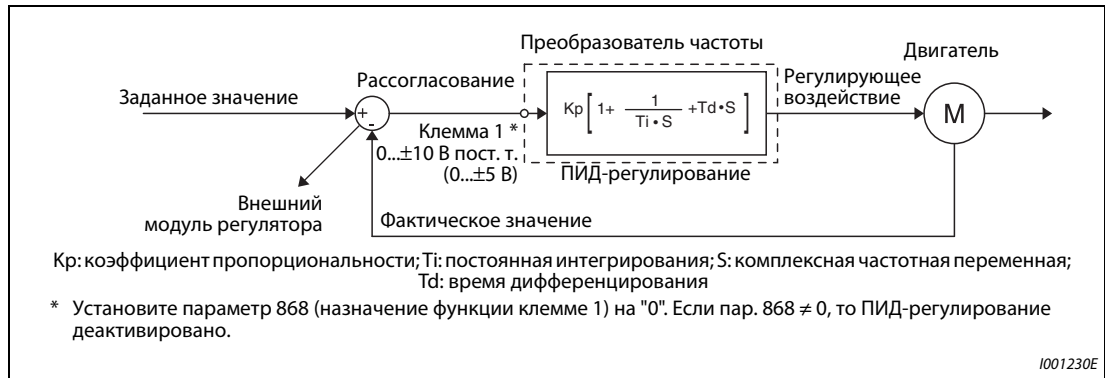 Преобразователь частоты
Двигатель
Рассогласование
Регулирующее
воздействие
Заданное значение
+
-
Kp [ 1+ 1 / Ti • S +Td•S ]
M
Клемма 1 *
0...±10 В пост. т.
(0...±5 В)
ПИД-регулирование
Внешний
модуль регулятора
Фактическое значение
Kp: коэффициент пропорциональности; Ti: постоянная интегрирования; S: комплексная частотная переменная;
Td: время дифференцирования
* Установите параметр 868 (назначение функции клемме 1) на "0". Если пар. 868 ≠ 0, то ПИД-регулирование
деактивировано.
I001230E